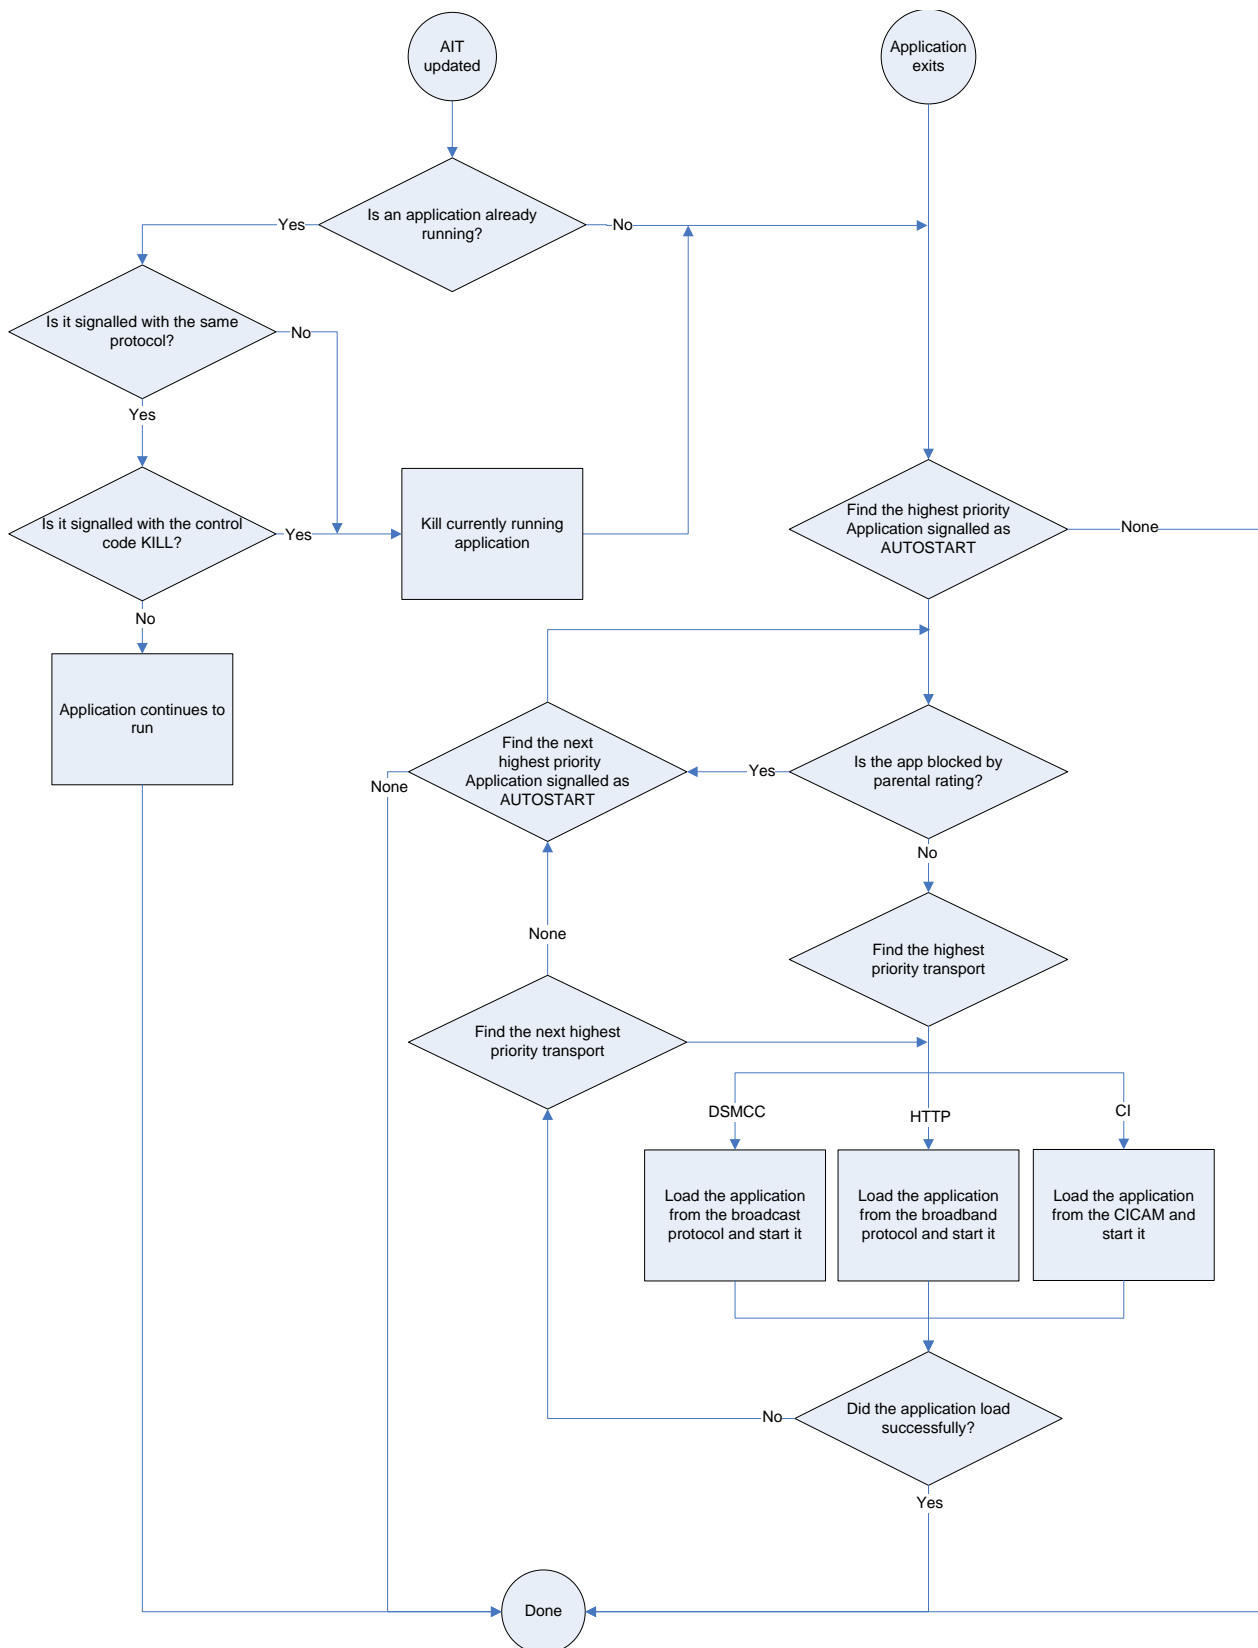 AIT
updated
Application
exits
Is an application already
running?
Yes
No
Is it signalled with the same
protocol?
No
Yes
Is it signalled with the control
code KILL?
Yes
Kill currently running
application
No
Application continues to
run
Find the highest priority
Application signalled as
AUTOSTART
None
Find the next
highest priority
Application signalled as
AUTOSTART
None
Yes
Is the app blocked by
parental rating?
No
Find the highest
priority transport
None
Find the next highest
priority transport
DSMCC
HTTP
CI
Load the application
from the broadcast
protocol and start it
Load the application
from the broadband
protocol and start it
Load the application
from the CICAM and
start it
Did the application load
successfully?
No
Yes
Done